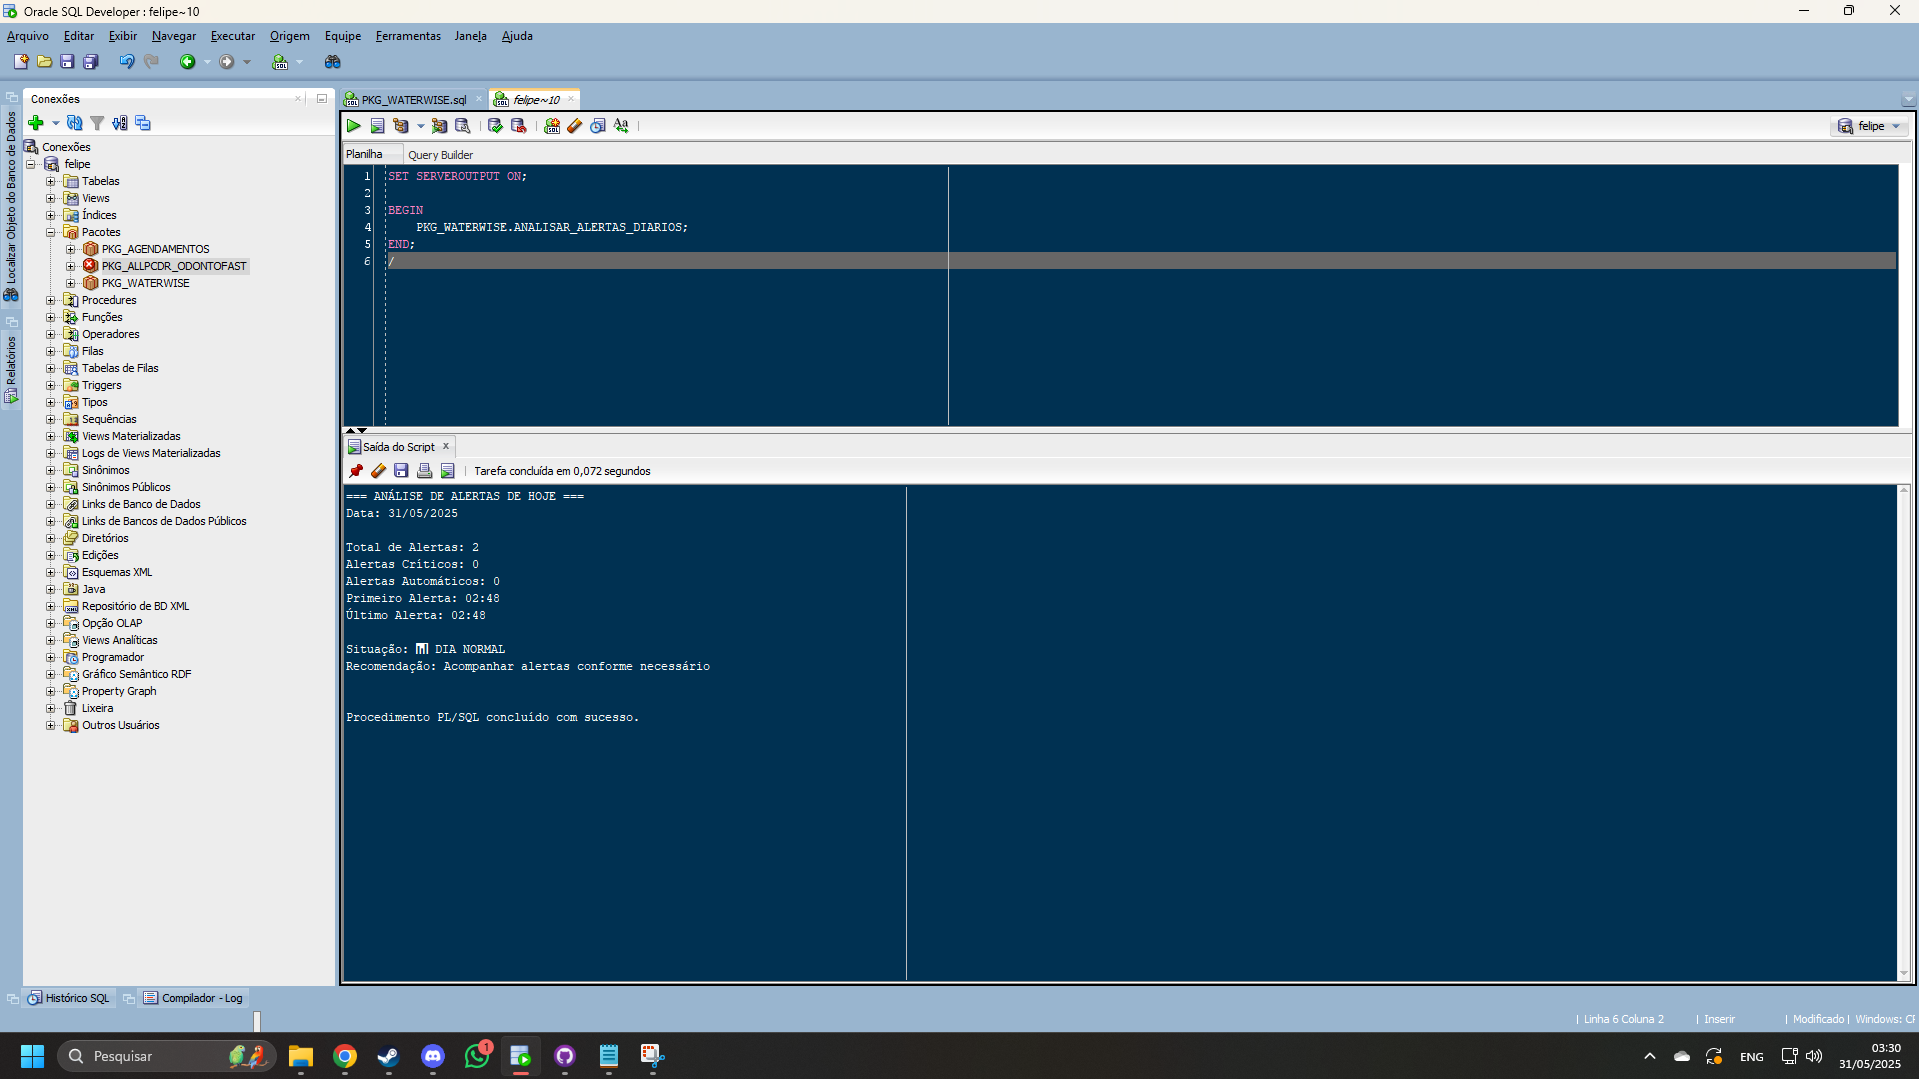 Oracle SQL Developer : felipe~10
Arquivo Editar Exibir Navegar Executar Origem Equipe Ferramentas Janela Ajuda
Localizar Objeto do Banco de Dados
Relatórios
Conexões
Conexões
felipe
Tabelas
Views
Índices
Pacotes
PKG_AGENDAMENTOS
PKG_ALLPCDR_ODONTOFAST
PKG_WATERWISE
Procedures
Funções
Operadores
Filas
Tabelas de Filas
Triggers
Tipos
Sequências
Views Materializadas
Logs de Views Materializadas
Sinônimos
Sinônimos Públicos
Links de Banco de Dados
Links de Bancos de Dados Públicos
Diretórios
Edições
Esquemas XML
Java
Repositório de BD XML
Opção OLAP
Views Analíticas
Programador
Gráfico Semântico RDF
Property Graph
Lixeira
Outros Usuários
PKG_WATERWISE.sql felipe~10
felipe
Planilha Query Builder
1 SET SERVEROUTPUT ON;
2
3 BEGIN
4 PKG_WATERWISE.ANALISAR_ALERTAS_DIARIOS;
5 END;
6 /
Saída do Script
Tarefa concluída em 0,072 segundos
=== ANÁLISE DE ALERTAS DE HOJE ===
Data: 31/05/2025
Total de Alertas: 2
Alertas Críticos: 0
Alertas Automáticos: 0
Primeiro Alerta: 02:48
Último Alerta: 02:48
Situação: 📊 DIA NORMAL
Recomendação: Acompanhar alertas conforme necessário
Procedimento PL/SQL concluído com sucesso.
Histórico SQL Compilador - Log
| Linha 6 Coluna 2 | Inserir | Modificado | Windows: CR
Pesquisar
1
ENG
03:30
31/05/2025